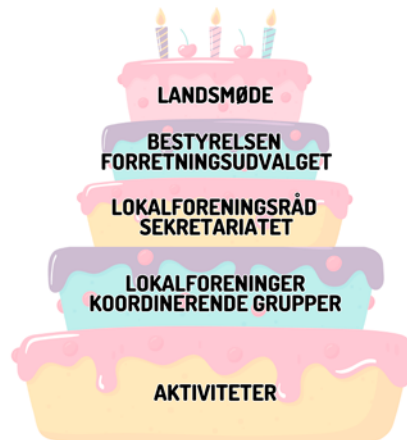 LANDSMØDE
BESTYRELSEN
FORRETNINGSUDVALGET
LOKALFORENINGSRÅD
SEKRETARIATET
LOKALFORENINGER
KOORDINERENDE GRUPPER
AKTIVITETER